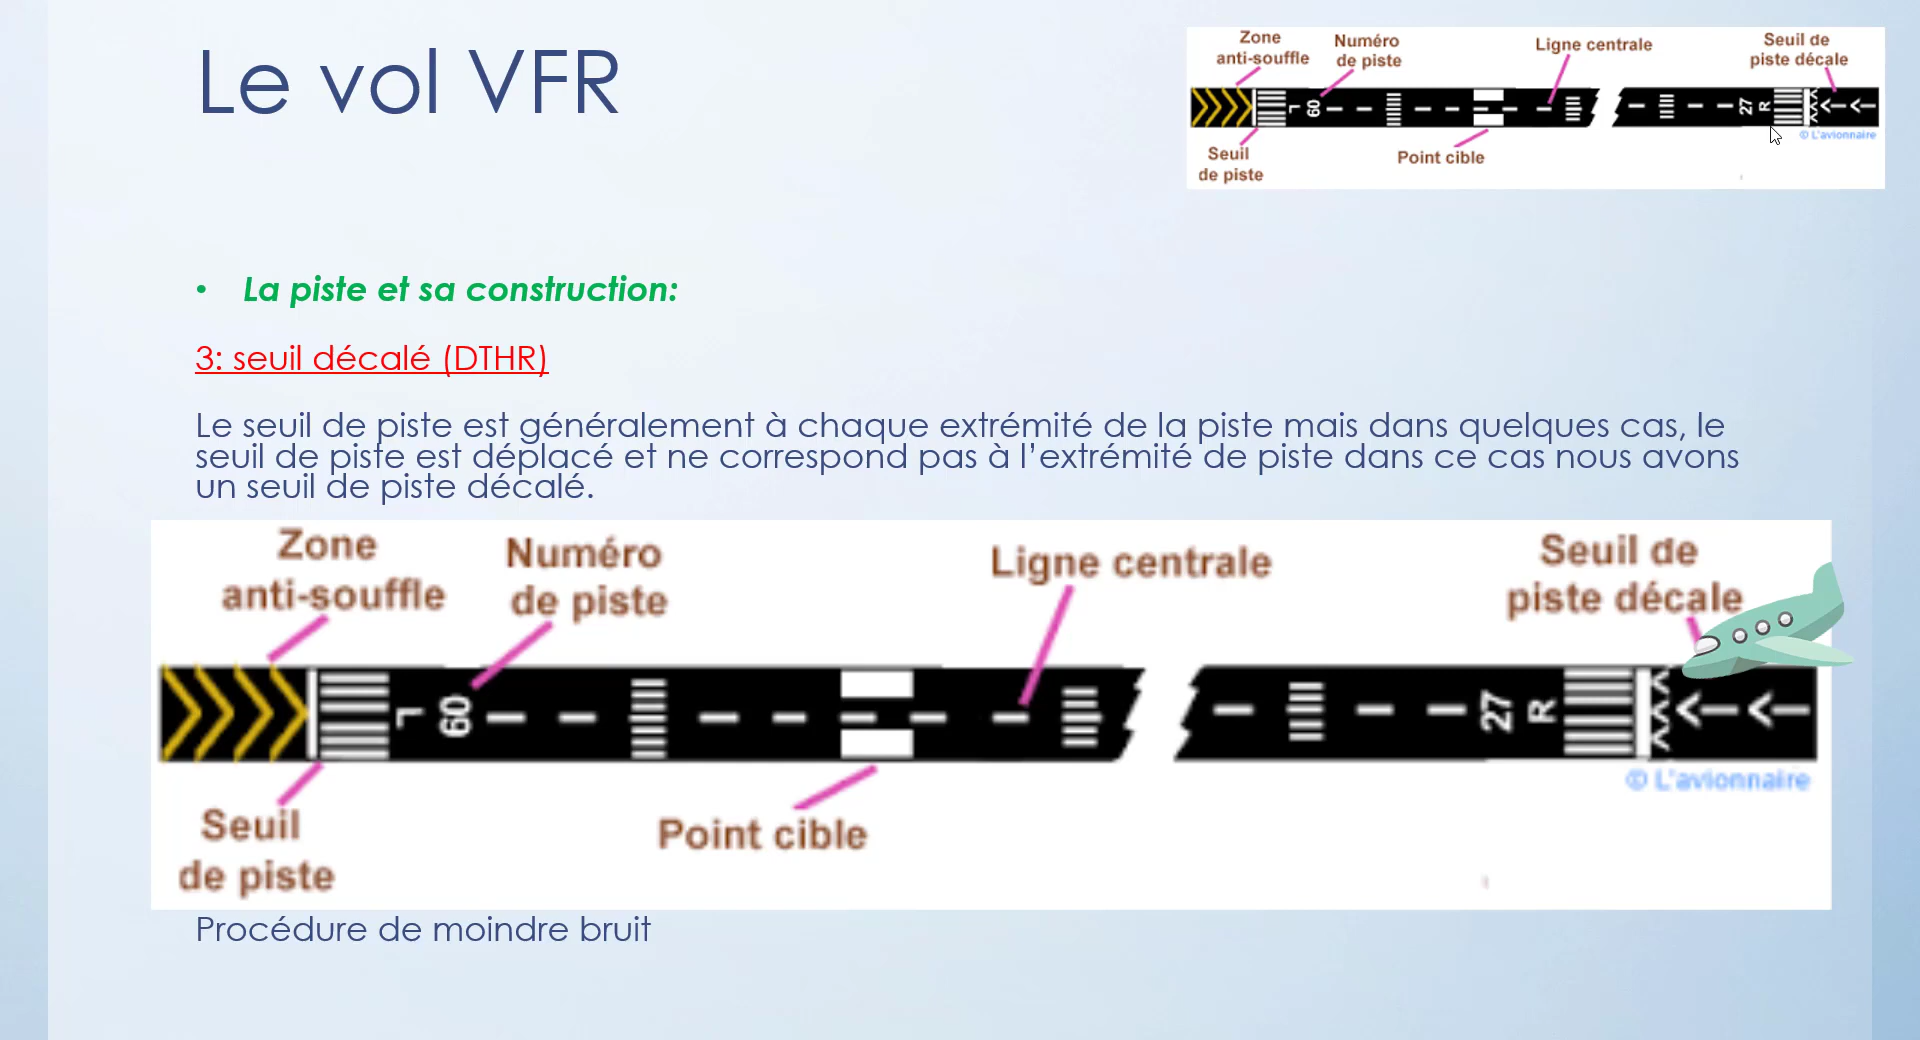 Le vol VFR
Zone
anti-souffle
Numéro
de piste
Ligne centrale
Seuil de
piste décale
L
09
27
R
© L'avionnaire
Seuil
de piste
Point cible
• La piste et sa construction:
3: seuil décalé (DTHR)
Le seuil de piste est généralement à chaque extrémité de la piste mais dans quelques cas, le
seuil de piste est déplacé et ne correspond pas à l’extrémité de piste dans ce cas nous avons
un seuil de piste décalé.
Zone
anti-souffle
Numéro
de piste
Ligne centrale
Seuil de
piste décale
L
09
27
R
© L'avionnaire
Seuil
de piste
Point cible
Procédure de moindre bruit